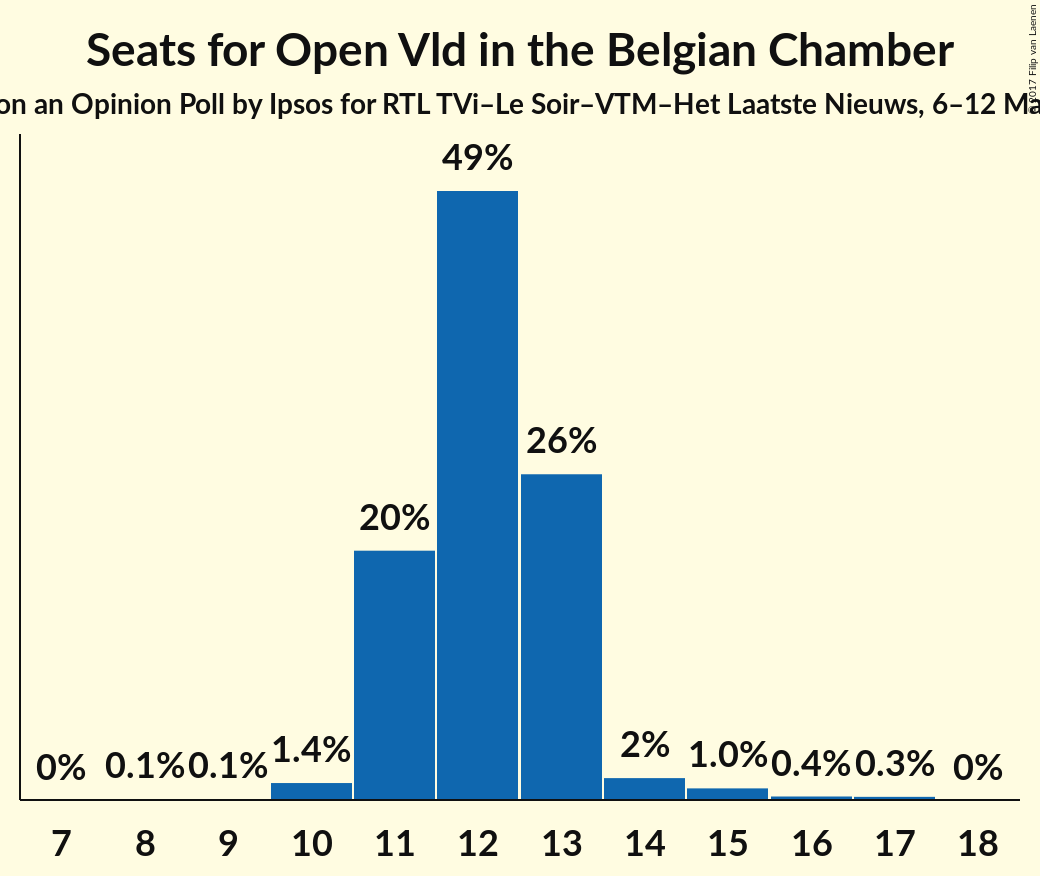 Seats for Open Vld in the Belgian Chamber
on an Opinion Poll by Ipsos for RTL TVi–Le Soir–VTM–Het Laatste Nieuws, 6–12 Ma
© 2017 Filip van Laenen
49%
26%
20%
0% 0.1% 0.1% 1.4% 2% 1.0% 0.4% 0.3% 0%
7 8 9 10 11 12 13 14 15 16 17 18